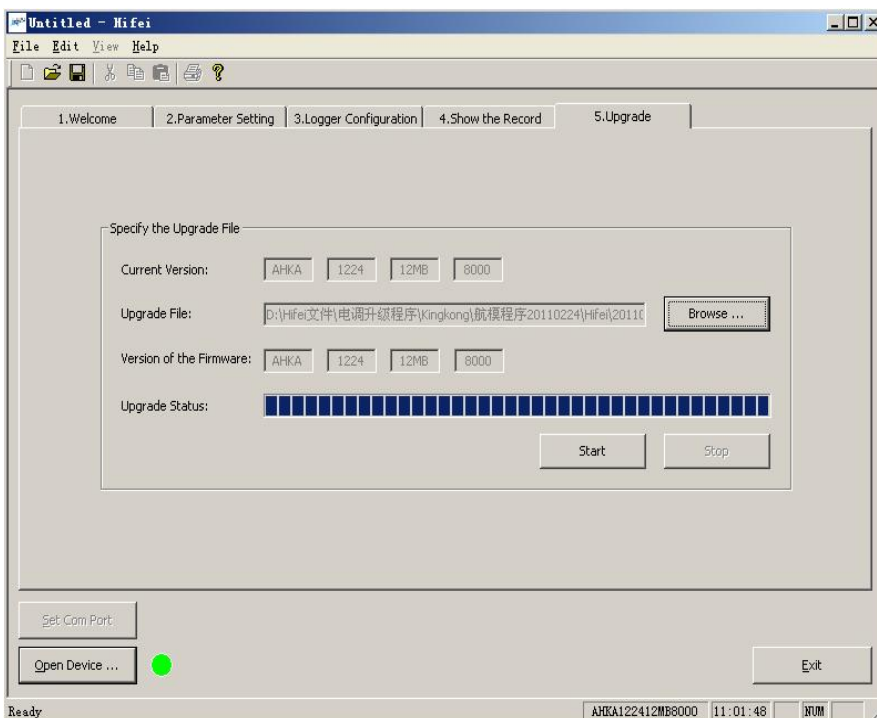 Untitled - Hifei
File Edit View Help
1.Welcome 2.Parameter Setting 3.Logger Configuration 4.Show the Record 5.Upgrade
Specify the Upgrade File
Current Version: AHKA 1224 12MB 8000
Upgrade File: D:\Hifei文件\电调升级程序\Kingkong\航模程序20110224\Hifei\2011( Browse ...
Version of the Firmware: AHKA 1224 12MB 8000
Upgrade Status:
Start Stop
Set Com Port
Open Device ... Exit
Ready AHKA122412MB8000 11:01:48 NUM